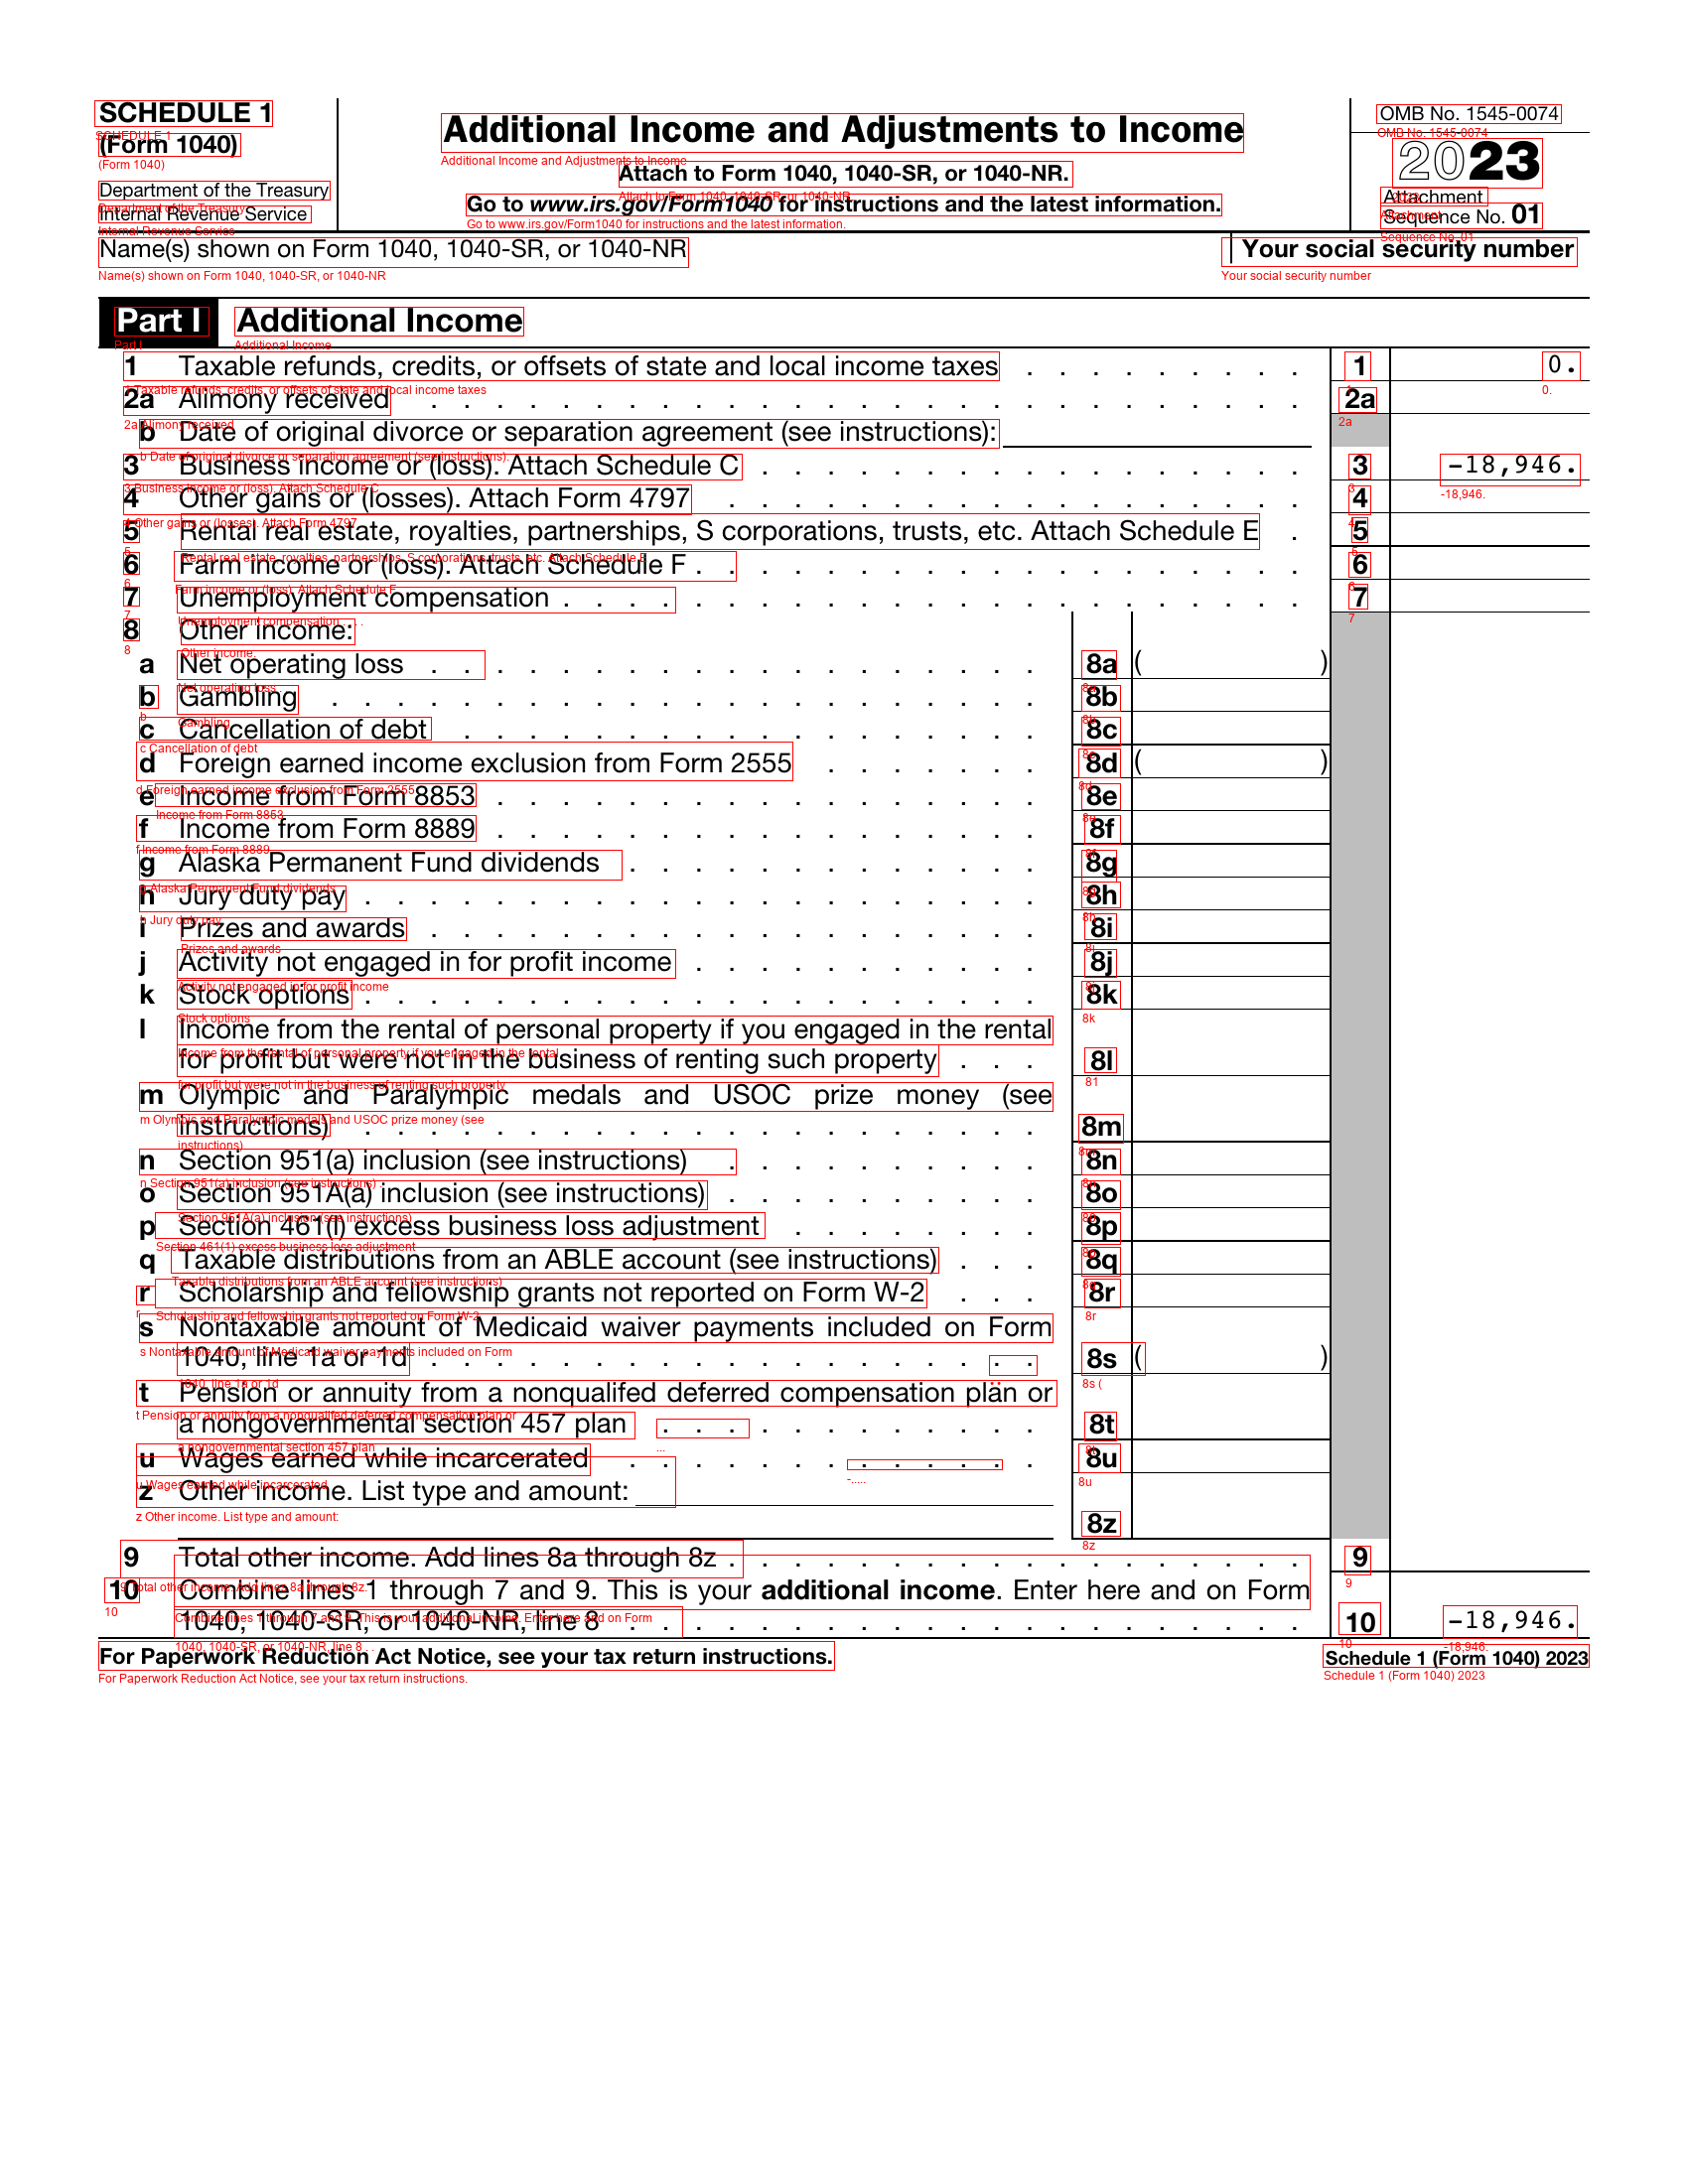 SCHEDULE 1
(Form 1040)
Department of the Treasury
Internal Revenue Service
Additional Income and Adjustments to Income
Attach to Form 1040, 1040-SR, or 1040-NR.
Go to www.irs.gov/Form1040 for instructions and the latest information.
OMB No. 1545-0074
2023
Attachment
Sequence No. 01
Name(s) shown on Form 1040, 1040-SR, or 1040-NR
Your social security number
Part I Additional Income
1 Taxable refunds, credits, or offsets of state and local income taxes . . . . . . . . . 1 0.
2a Alimony received . . . . . . . . . . . . . . . . . . . . . . . . . . . 2a
b Date of original divorce or separation agreement (see instructions):
3 Business income or (loss). Attach Schedule C . . . . . . . . . . . . . . . . . 3 -18,946.
4 Other gains or (losses). Attach Form 4797 . . . . . . . . . . . . . . . . . . 4
5 Rental real estate, royalties, partnerships, S corporations, trusts, etc. Attach Schedule E . 5
6 Farm income or (loss). Attach Schedule F . . . . . . . . . . . . . . . . . . . 6
7 Unemployment compensation . . . . . . . . . . . . . . . . . . . . . . . 7
8 Other income:
a Net operating loss . . . . . . . . . . . . . . . . . . . 8a ( )
b Gambling . . . . . . . . . . . . . . . . . . . . . . 8b
c Cancellation of debt . . . . . . . . . . . . . . . . . . 8c
d Foreign earned income exclusion from Form 2555 . . . . . . . 8d ( )
e Income from Form 8853 . . . . . . . . . . . . . . . . . 8e
f Income from Form 8889 . . . . . . . . . . . . . . . . . 8f
g Alaska Permanent Fund dividends . . . . . . . . . . . . . 8g
h Jury duty pay . . . . . . . . . . . . . . . . . . . . . 8h
i Prizes and awards . . . . . . . . . . . . . . . . . . . 8i
j Activity not engaged in for profit income . . . . . . . . . . . 8j
k Stock options . . . . . . . . . . . . . . . . . . . . . 8k
l Income from the rental of personal property if you engaged in the rental
for profit but were not in the business of renting such property . . . 8l
m Olympic and Paralympic medals and USOC prize money (see
instructions) . . . . . . . . . . . . . . . . . . . . . 8m
n Section 951(a) inclusion (see instructions) . . . . . . . . . . 8n
o Section 951A(a) inclusion (see instructions) . . . . . . . . . . 8o
p Section 461(l) excess business loss adjustment . . . . . . . . 8p
q Taxable distributions from an ABLE account (see instructions) . . . 8q
r Scholarship and fellowship grants not reported on Form W-2 . . . 8r
s Nontaxable amount of Medicaid waiver payments included on Form
1040, line 1a or 1d . . . . . . . . . . . . . . . . . . . 8s ( )
t Pension or annuity from a nonqualifed deferred compensation plan or
a nongovernmental section 457 plan . . . . . . . . . . . . 8t
u Wages earned while incarcerated . . . . . . . . . . . . . 8u
z Other income. List type and amount:
8z
9 Total other income. Add lines 8a through 8z . . . . . . . . . . . . . . . . . . 9
10 Combine lines 1 through 7 and 9. This is your additional income. Enter here and on Form
1040, 1040-SR, or 1040-NR, line 8 . . . . . . . . . . . . . . . . . . . . . 10 -18,946.
For Paperwork Reduction Act Notice, see your tax return instructions.
Schedule 1 (Form 1040) 2023